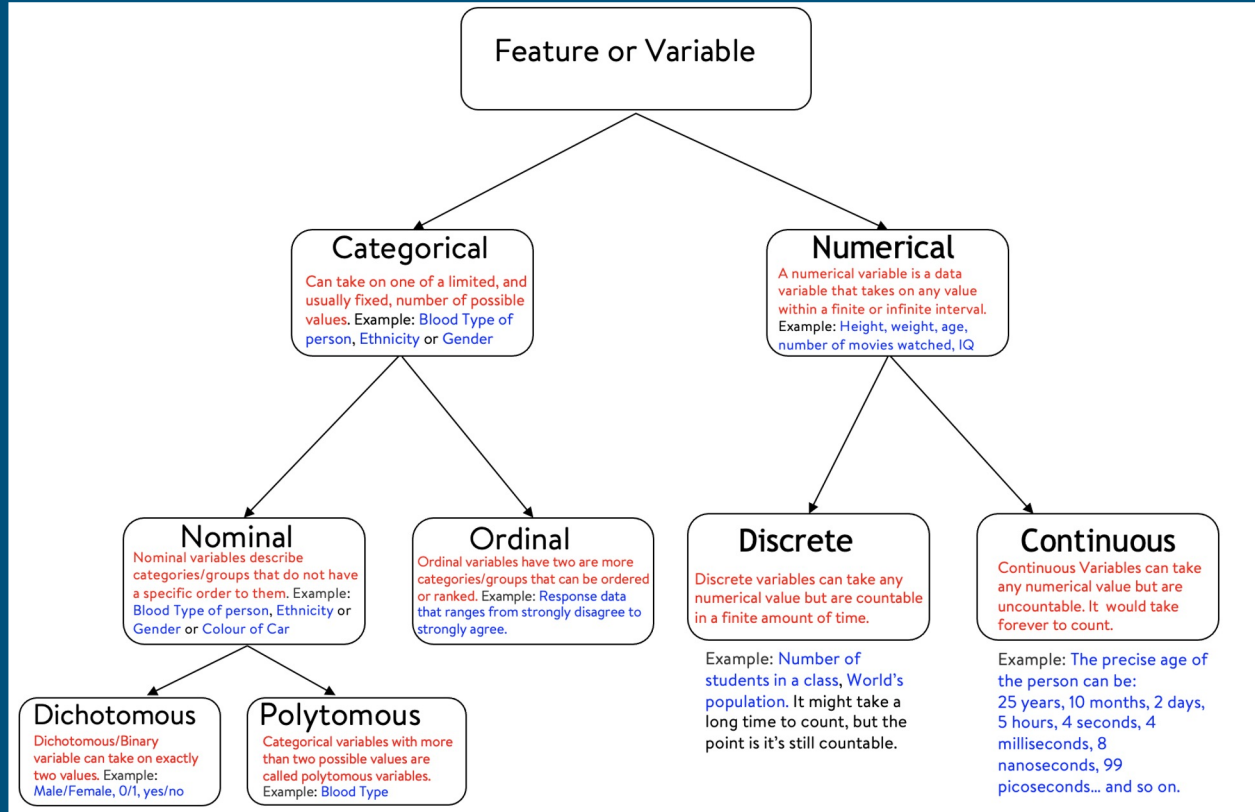 Feature or Variable
Categorical
Can take on one of a limited, and
usually fixed, number of possible
values. Example: Blood Type of
person, Ethnicity or Gender
Numerical
A numerical variable is a data
variable that takes on any value
within a finite or infinite interval.
Example: Height, weight, age,
number of movies watched, IQ
Nominal
Nominal variables describe
categories/groups that do not have
a specific order to them. Example:
Blood Type of person, Ethnicity or
Gender or Colour of Car
Ordinal
Ordinal variables have two are more
categories/groups that can be ordered
or ranked. Example: Response data
that ranges from strongly disagree to
strongly agree.
Discrete
Discrete variables can take any
numerical value but are countable
in a finite amount of time.
Example: Number of
students in a class, World's
population. It might take a
long time to count, but the
point is it's still countable.
Continuous
Continuous Variables can take
any numerical value but are
uncountable. It would take
forever to count.
Example: The precise age of
the person can be:
25 years, 10 months, 2 days,
5 hours, 4 seconds, 4
milliseconds, 8
nanoseconds, 99
picoseconds... and so on.
Dichotomous
Dichotomous/Binary
variable can take on exactly
two values. Example:
Male/Female, 0/1, yes/no
Polytomous
Categorical variables with more
than two possible values are
called polytomous variables.
Example: Blood Type